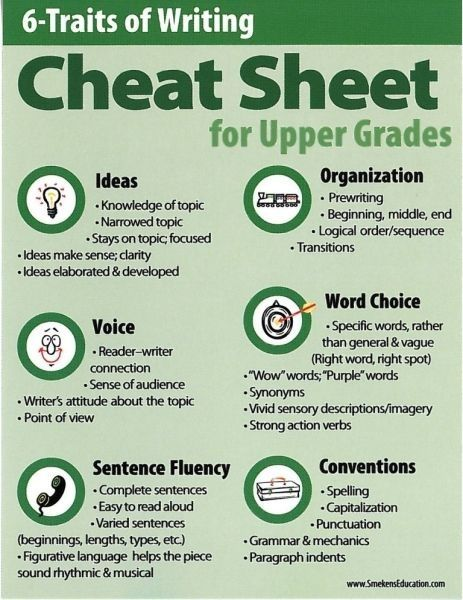 6-Traits of Writing
Cheat Sheet
for Upper Grades
Ideas
• Knowledge of topic
• Narrowed topic
• Stays on topic; focused
• Ideas make sense; clarity
• Ideas elaborated & developed
Organization
• Prewriting
• Beginning, middle, end
• Logical order/sequence
• Transitions
Voice
• Reader–writer
connection
• Sense of audience
• Writer's attitude about the topic
• Point of view
Word Choice
• Specific words, rather
than general & vague
(Right word, right spot)
• "Wow" words; "Purple" words
• Synonyms
• Vivid sensory descriptions/imagery
• Strong action verbs
Sentence Fluency
• Complete sentences
• Easy to read aloud
• Varied sentences
(beginnings, lengths, types, etc.)
• Figurative language helps the piece
sound rhythmic & musical
Conventions
• Spelling
• Capitalization
• Punctuation
• Grammar & mechanics
• Paragraph indents
www.SmekensEducation.com